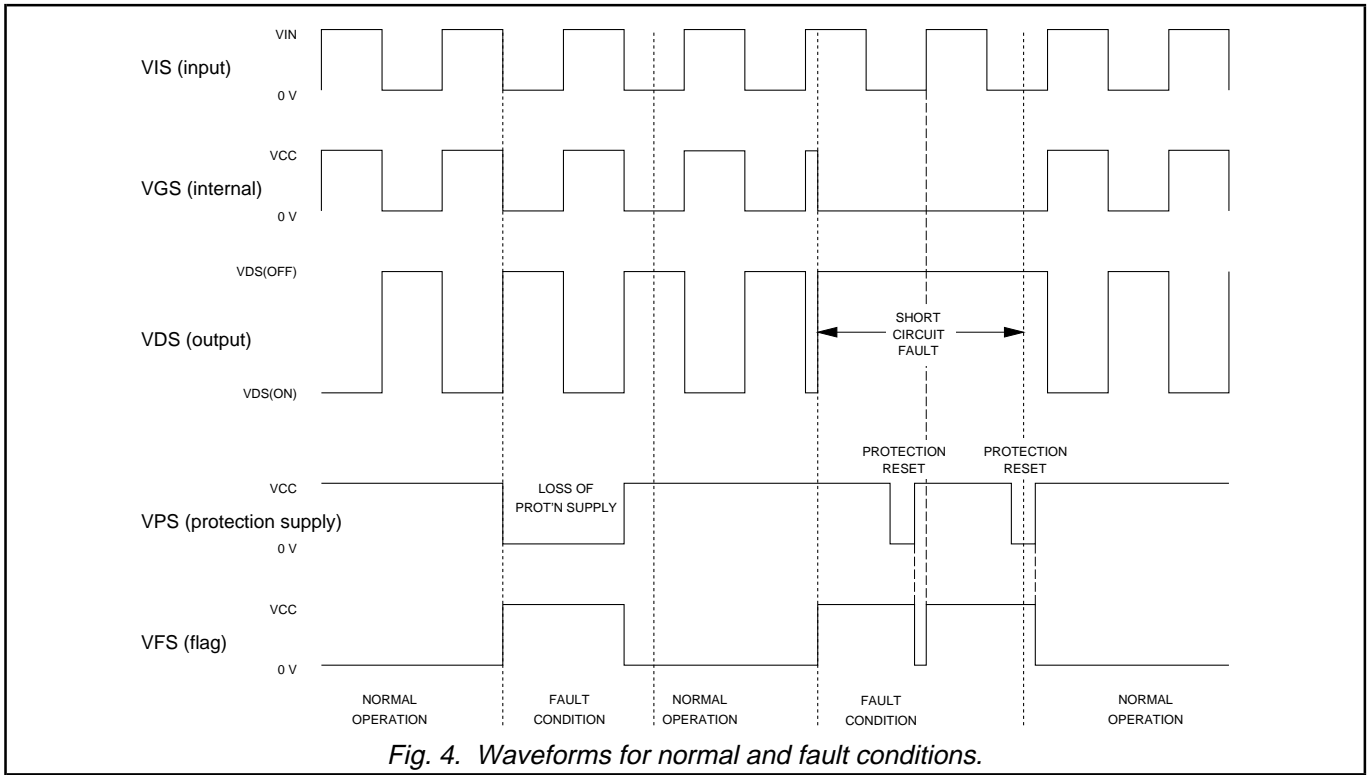 VIN
VIS (input)
0 V
VCC
VGS (internal)
0 V
VDS(OFF)
SHORT
CIRCUIT
FAULT
VDS (output)
VDS(ON)
PROTECTION
RESET
PROTECTION
RESET
VCC
LOSS OF
PROT'N SUPPLY
VPS (protection supply)
0 V
VCC
VFS (flag)
0 V
NORMAL
OPERATION
FAULT
CONDITION
NORMAL
OPERATION
FAULT
CONDITION
NORMAL
OPERATION
Fig. 4. Waveforms for normal and fault conditions.